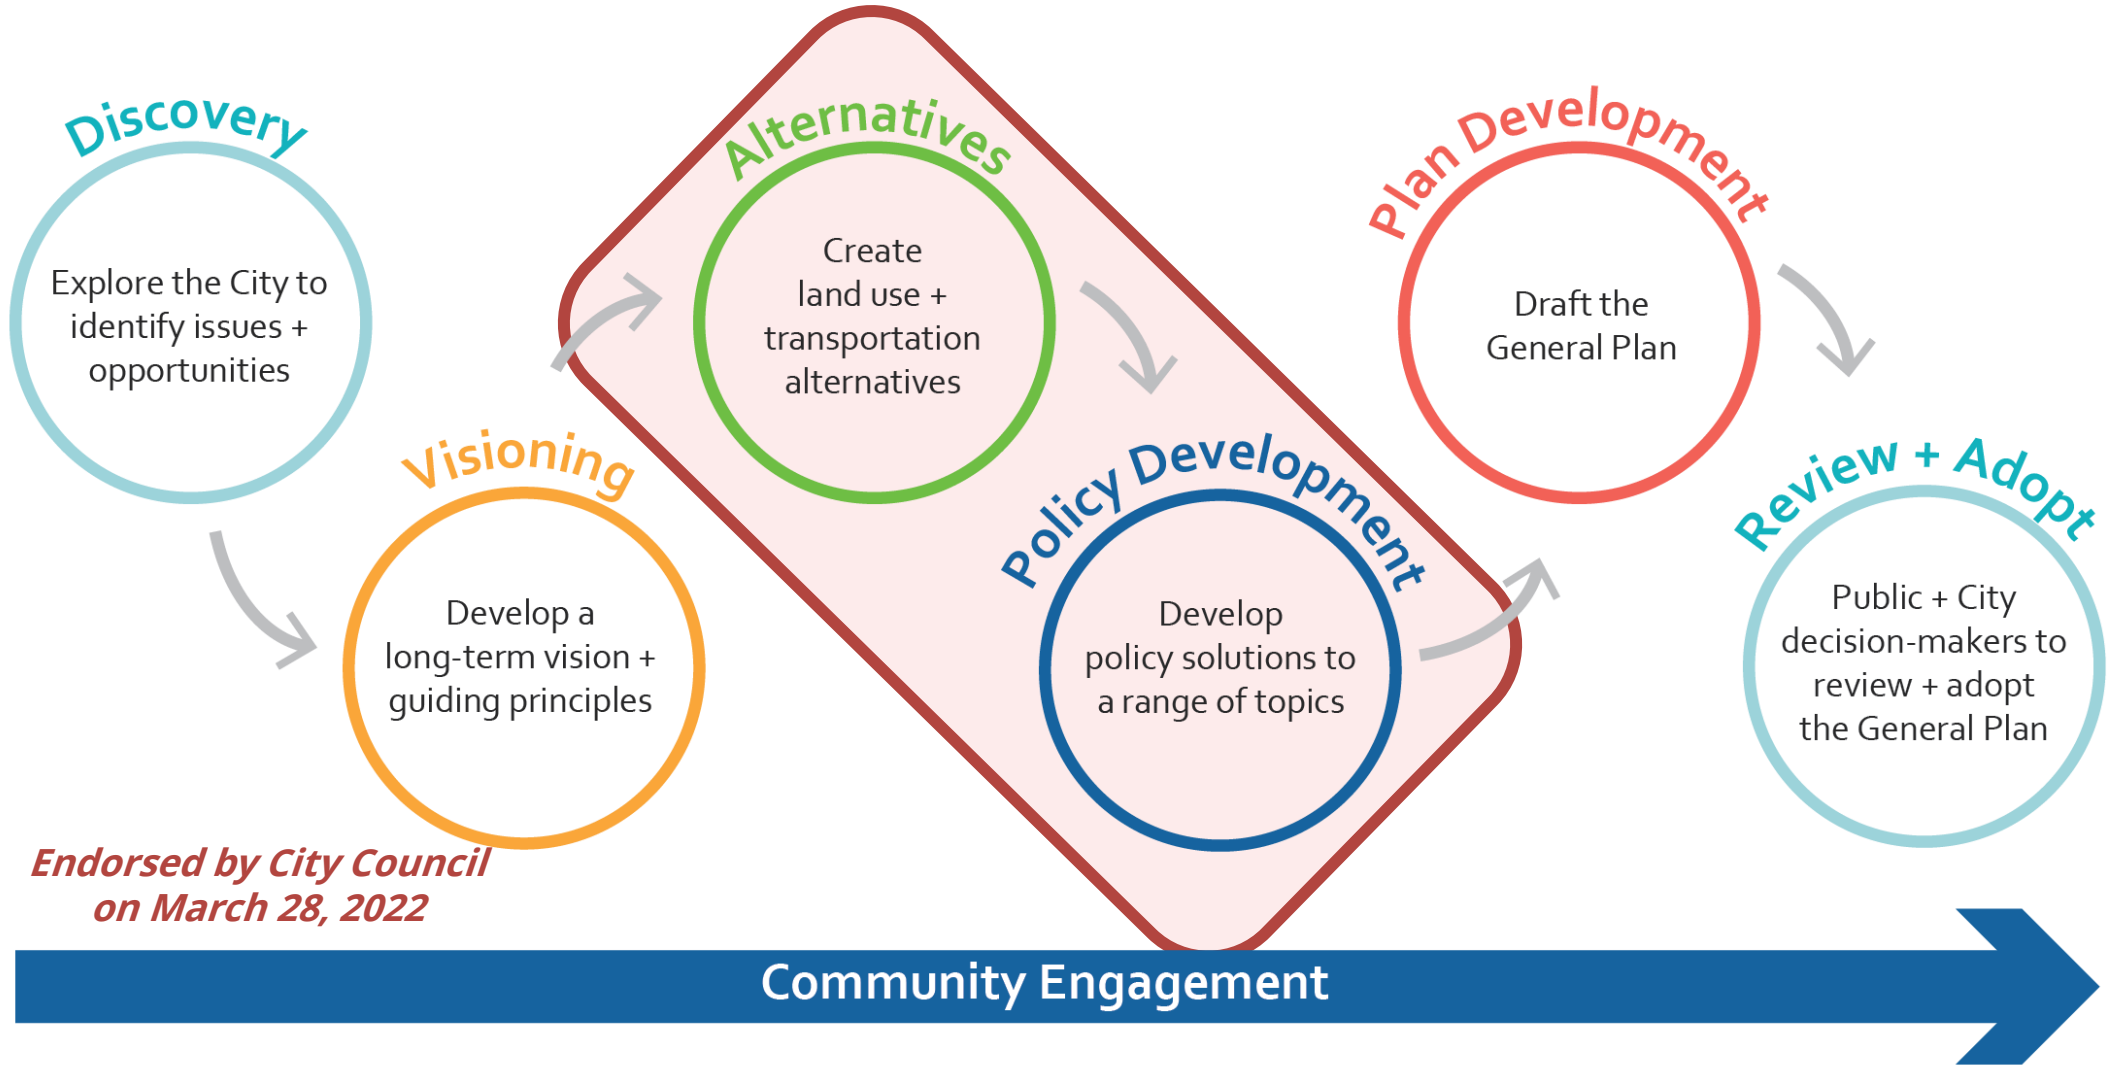 Discovery
Explore the City to
identify issues +
opportunities
Visioning
Develop a
long-term vision +
guiding principles
Alternatives
Create
land use +
transportation
alternatives
Policy Development
Develop
policy solutions to
a range of topics
Plan Development
Draft the
General Plan
Review + Adopt
Public + City
decision-makers to
review + adopt
the General Plan
Endorsed by City Council
on March 28, 2022
Community Engagement